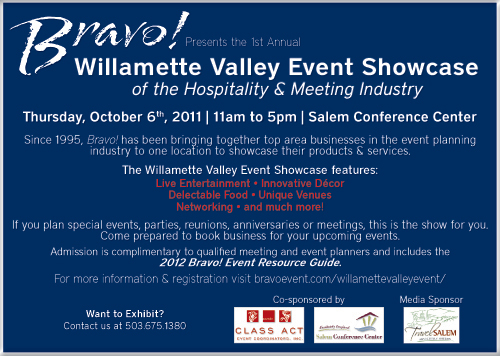 Bravo! Presents the 1st Annual
Willamette Valley Event Showcase
of the Hospitality & Meeting Industry
Thursday, October 6th, 2011 | 11am to 5pm | Salem Conference Center
Since 1995, Bravo! has been bringing together top area businesses in the event planning
industry to one location to showcase their products & services.
The Willamette Valley Event Showcase features:
Live Entertainment • Innovative Décor
Delectable Food • Unique Venues
Networking • and much more!
If you plan special events, parties, reunions, anniversaries or meetings, this is the show for you.
Come prepared to book business for your upcoming events.
Admission is complimentary to qualified meeting and event planners and includes the
2012 Bravo! Event Resource Guide.
For more information & registration visit bravoevent.com/willamettevalleyevent/
Want to Exhibit?
Contact us at 503.675.1380
Co-sponsored by
CLASS ACT
EVENT COORDINATORS, INC.
Salem Conference Center
Media Sponsor
Travel SALEM